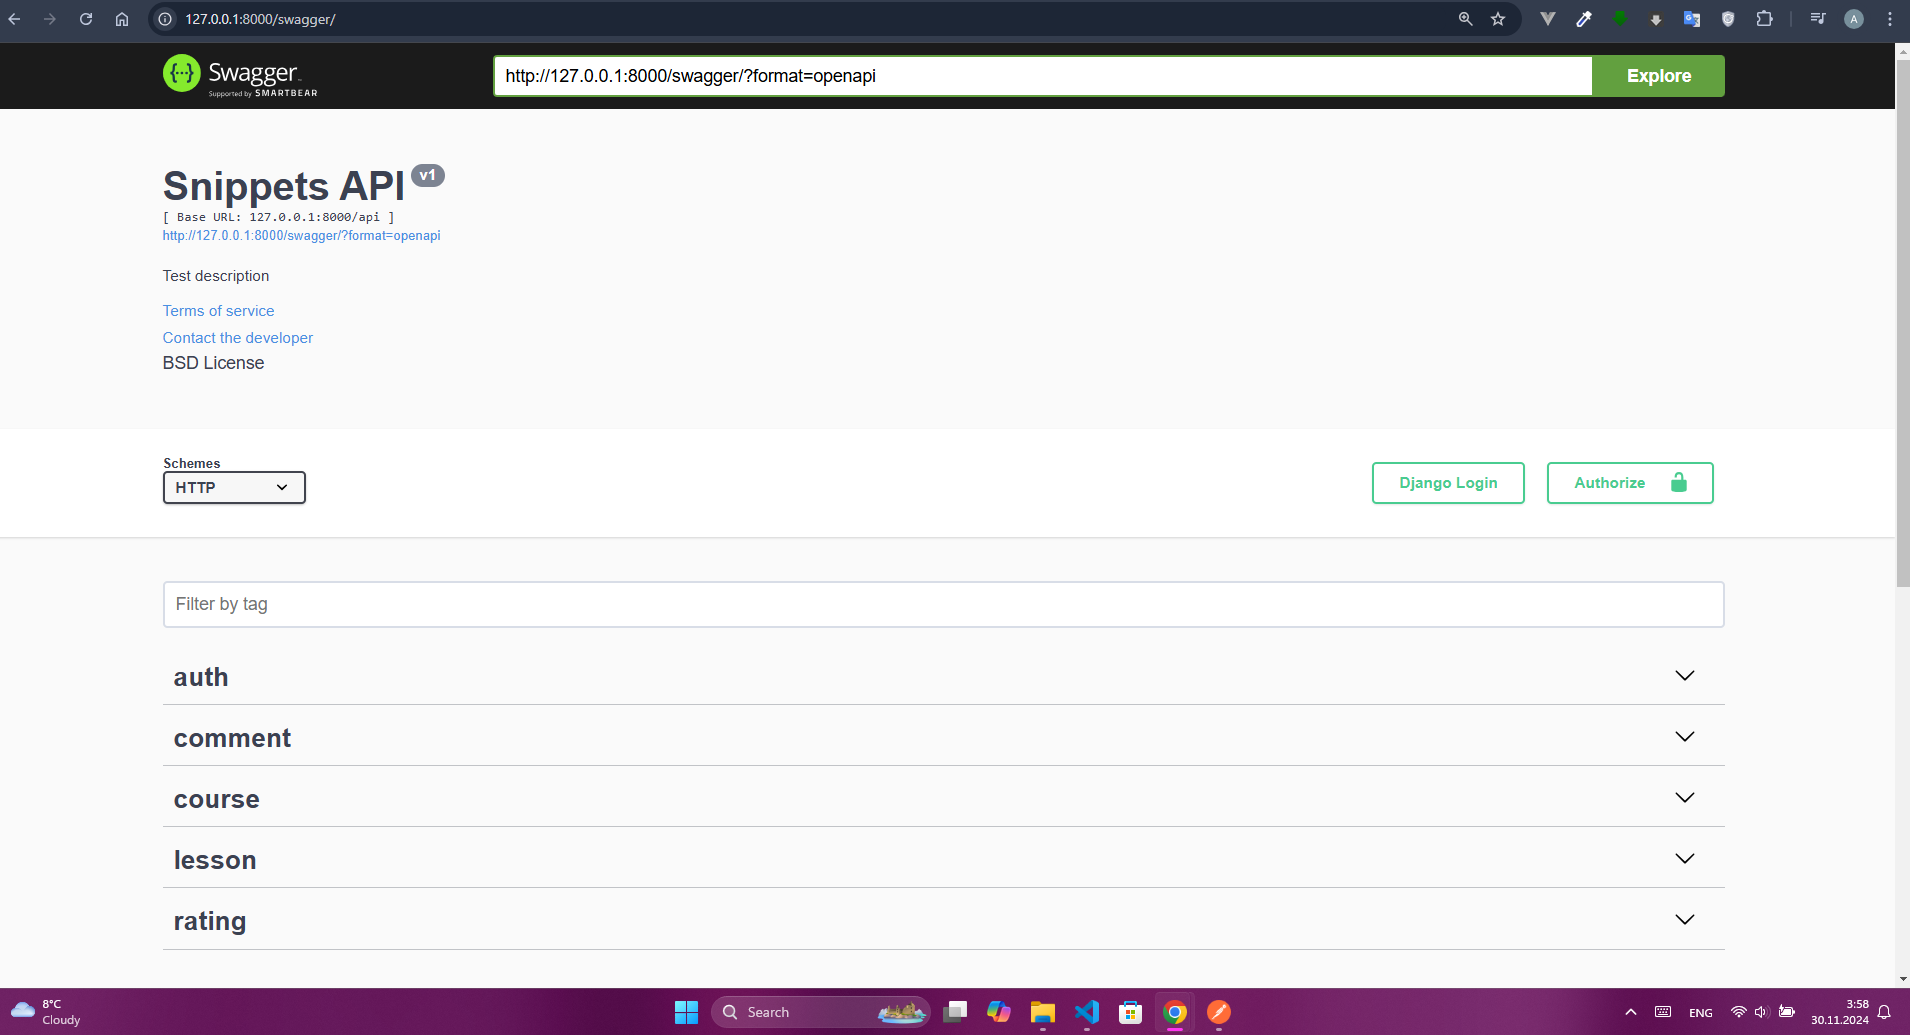 127.0.0.1:8000/swagger/
A
Swagger
Supported by SMARTBEAR
http://127.0.0.1:8000/swagger/?format=openapi
Explore
Snippets API v1
[ Base URL: 127.0.0.1:8000/api ]
http://127.0.0.1:8000/swagger/?format=openapi
Test description
Terms of service
Contact the developer
BSD License
Schemes
HTTP
Django Login
Authorize
Filter by tag
auth
comment
course
lesson
rating
8°C
Cloudy
Search
ENG
3:58
30.11.2024